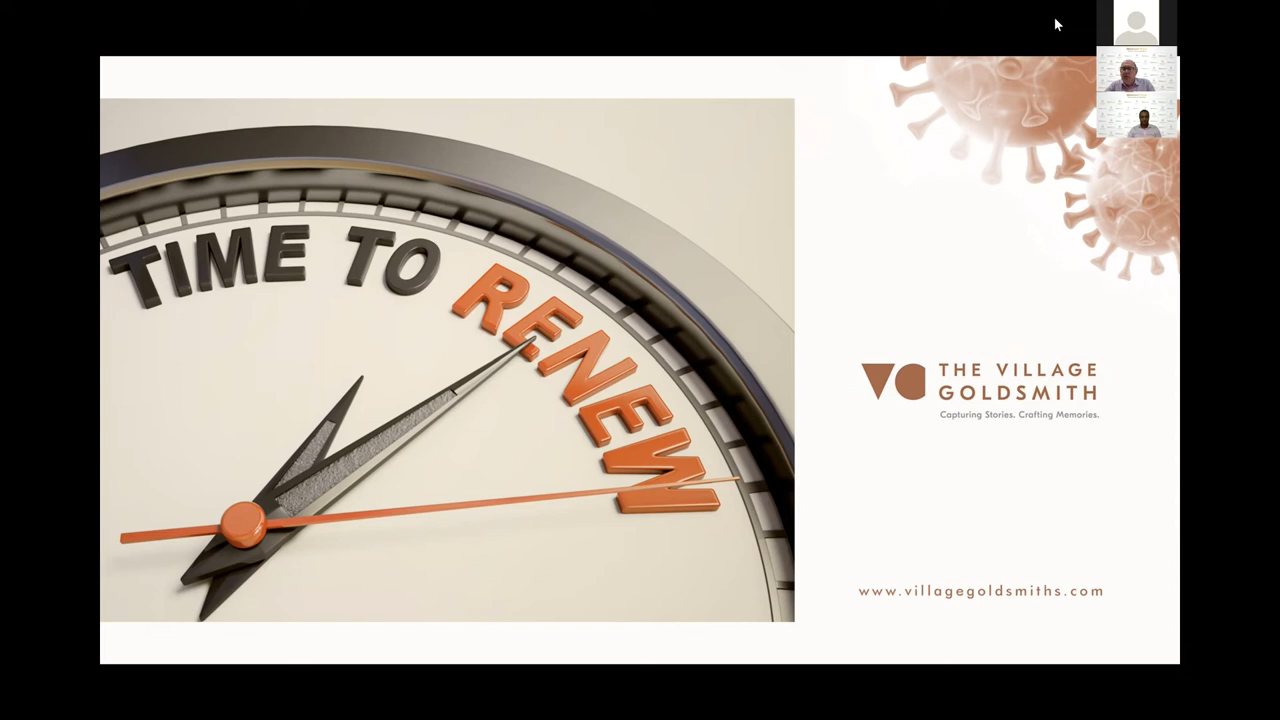 TIME TO RENEW
THE VILLAGE
GOLDSMITH
Capturing Stories. Crafting Memories.
www.villagegoldsmiths.com